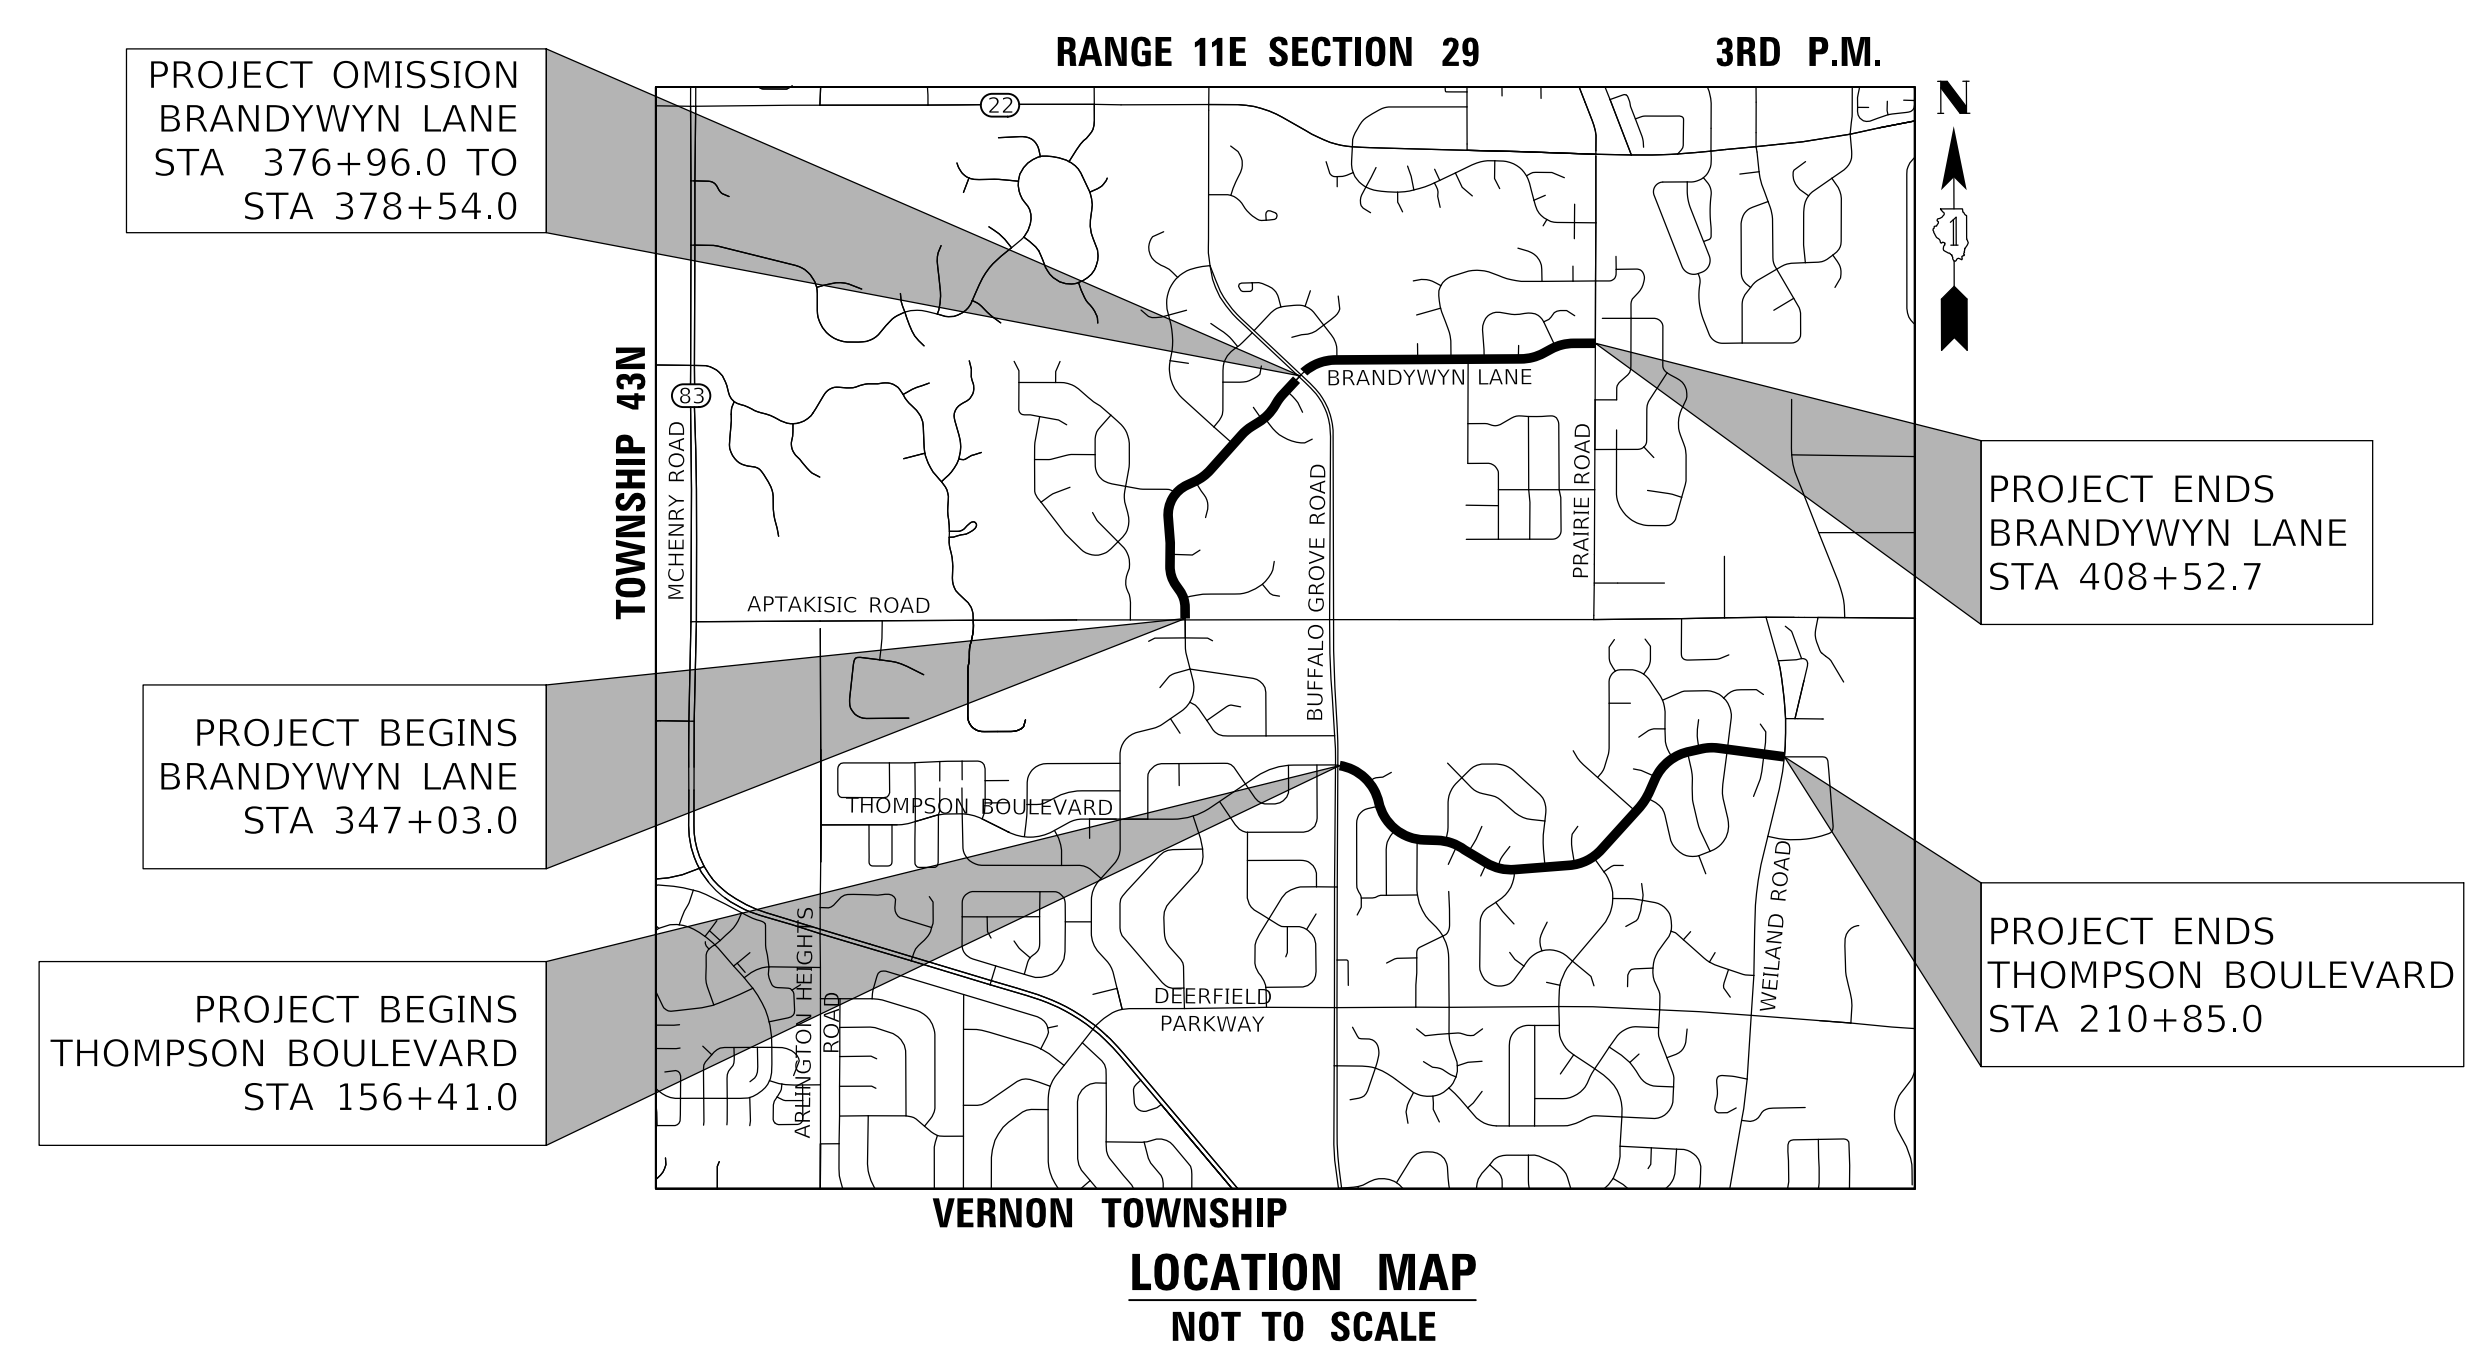 RANGE 11E SECTION 29 3RD P.M.
PROJECT OMISSION
BRANDYWYN LANE
STA 376+96.0 TO
STA 378+54.0
N
22
1
TOWNSHIP 43N
83
MCHENRY ROAD
BRANDYWYN LANE
PRAIRIE ROAD
BUFFALO GROVE ROAD
APTAKISIC ROAD
PROJECT ENDS
BRANDYWYN LANE
STA 408+52.7
PROJECT BEGINS
BRANDYWYN LANE
STA 347+03.0
THOMPSON BOULEVARD
WEILAND ROAD
ARLINGTON HEIGHTS
ROAD
DEERFIELD
PARKWAY
PROJECT BEGINS
THOMPSON BOULEVARD
STA 156+41.0
PROJECT ENDS
THOMPSON BOULEVARD
STA 210+85.0
VERNON TOWNSHIP
LOCATION MAP
NOT TO SCALE